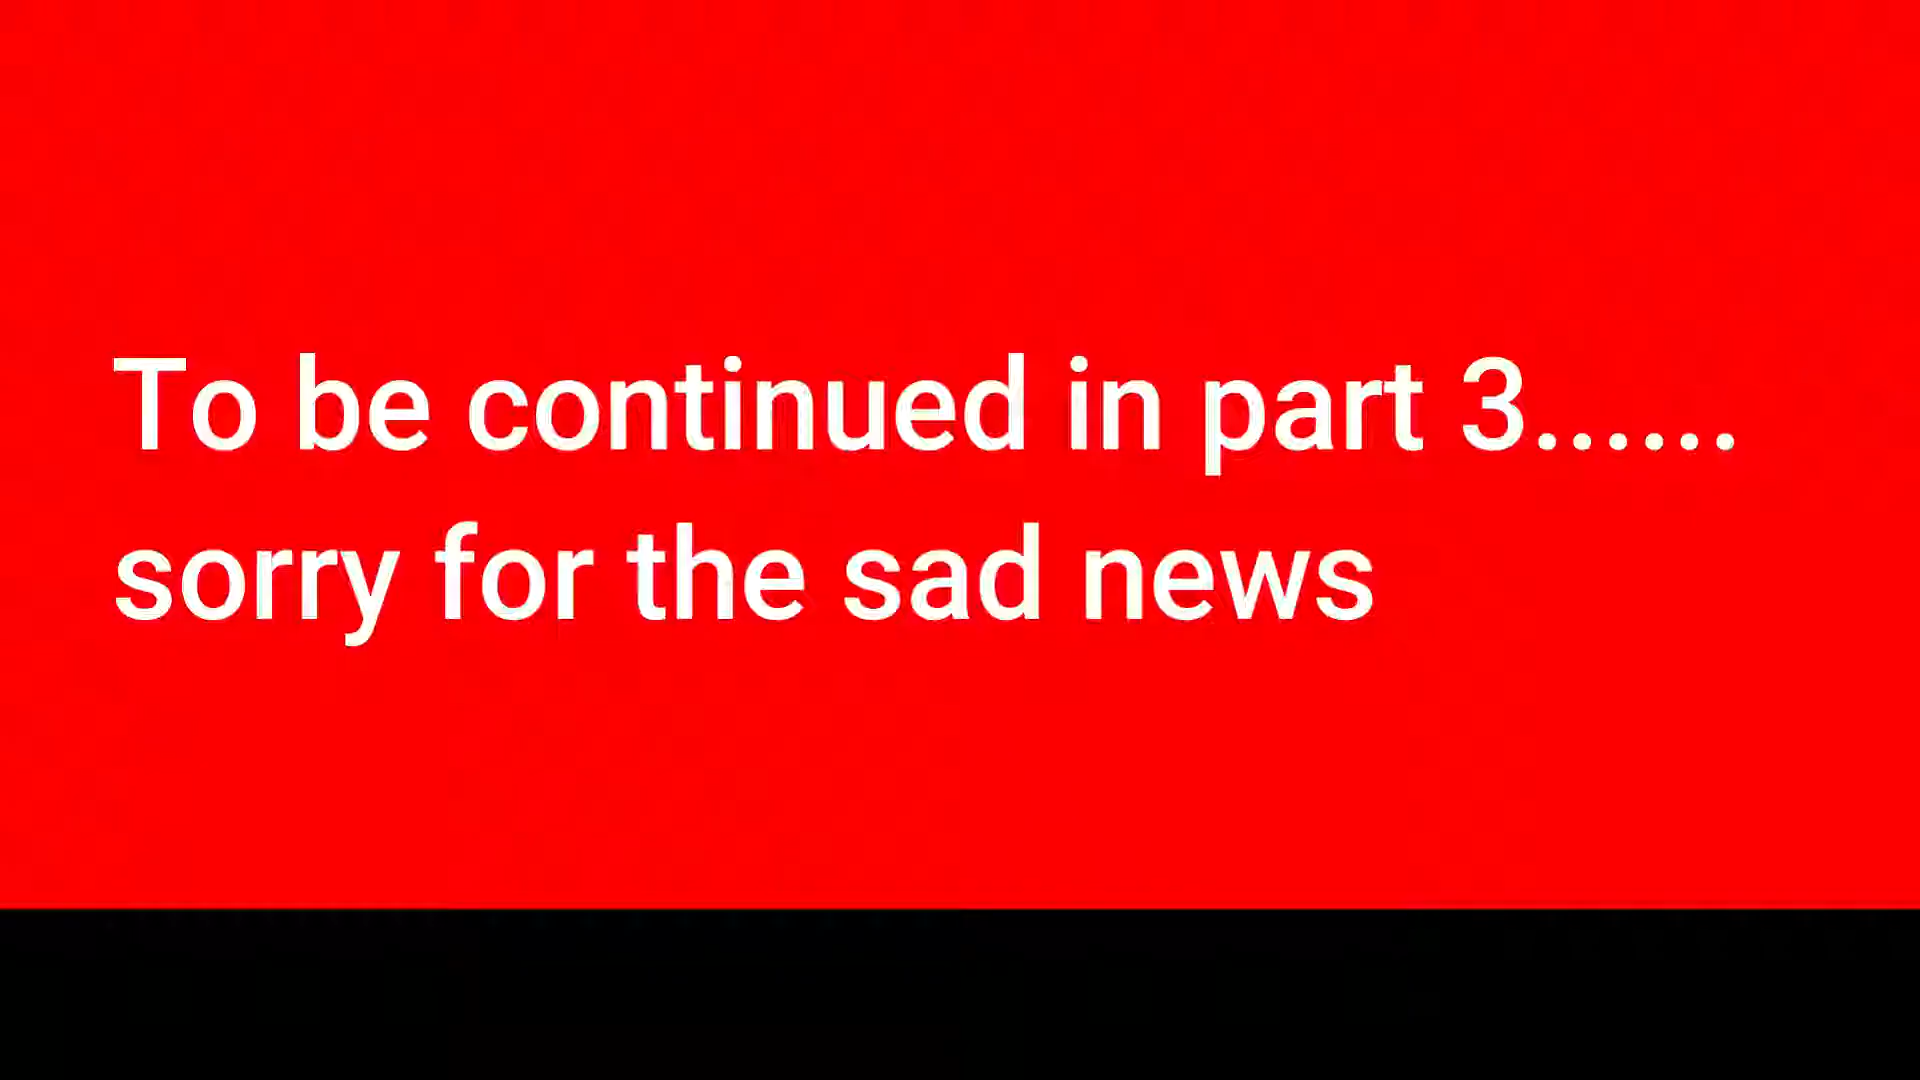 To be continued in part 3......
sorry for the sad news